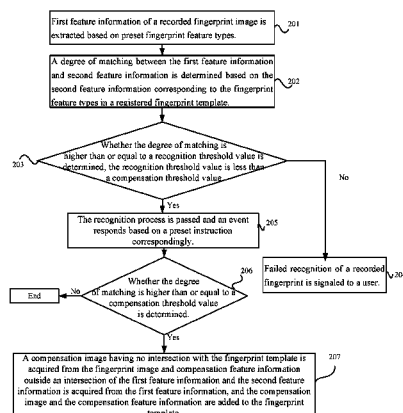 First feature information of a recorded fingerprint image is
extracted based on preset fingerprint feature types.
201
A degree of matching between the first feature information
and second feature information is determined based on the
second feature information corresponding to the fingerprint
feature types in a registered fingerprint template.
202
Whether the degree of matching is
higher than or equal to a recognition threshold value is
determined, the recognition threshold value is less than
a compensation threshold value.
203
No
Yes
The recognition process is passed and an event
responds based on a preset instruction
correspondingly.
205
Failed recognition of a recorded
fingerprint is signaled to a user.
20
Whether the degree
of matching is higher than or equal to a
compensation threshold value
is determined.
206
No
End
Yes
A compensation image having no intersection with the fingerprint template is
acquired from the fingerprint image and compensation feature information
outside an intersection of the first feature information and the second feature
information is acquired from the first feature information, and the compensation
image and the compensation feature information are added to the fingerprint
template.
207